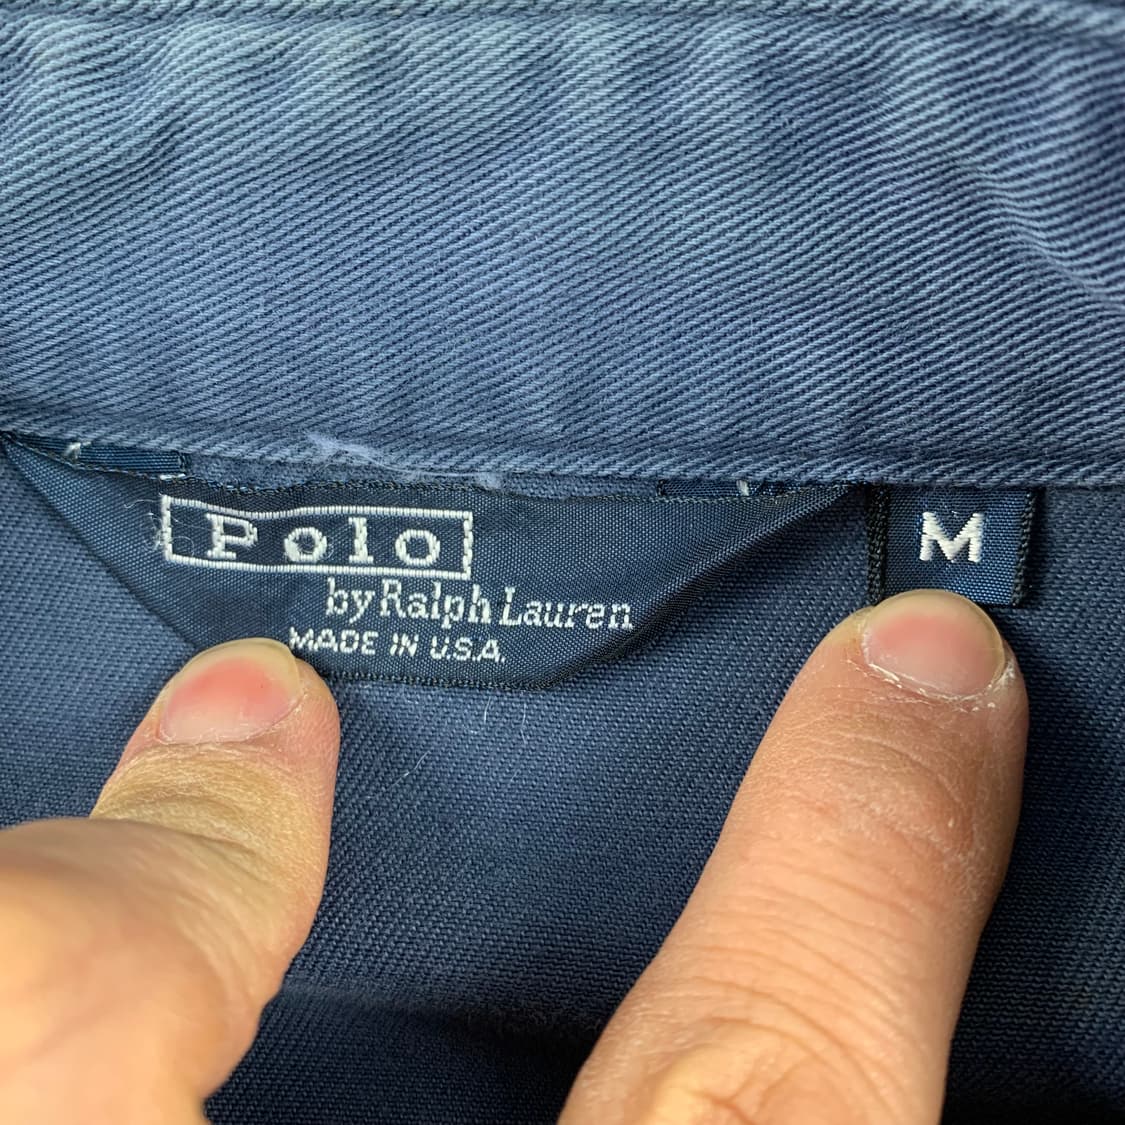 Polo
by Ralph Lauren
MADE IN U.S.A.
M